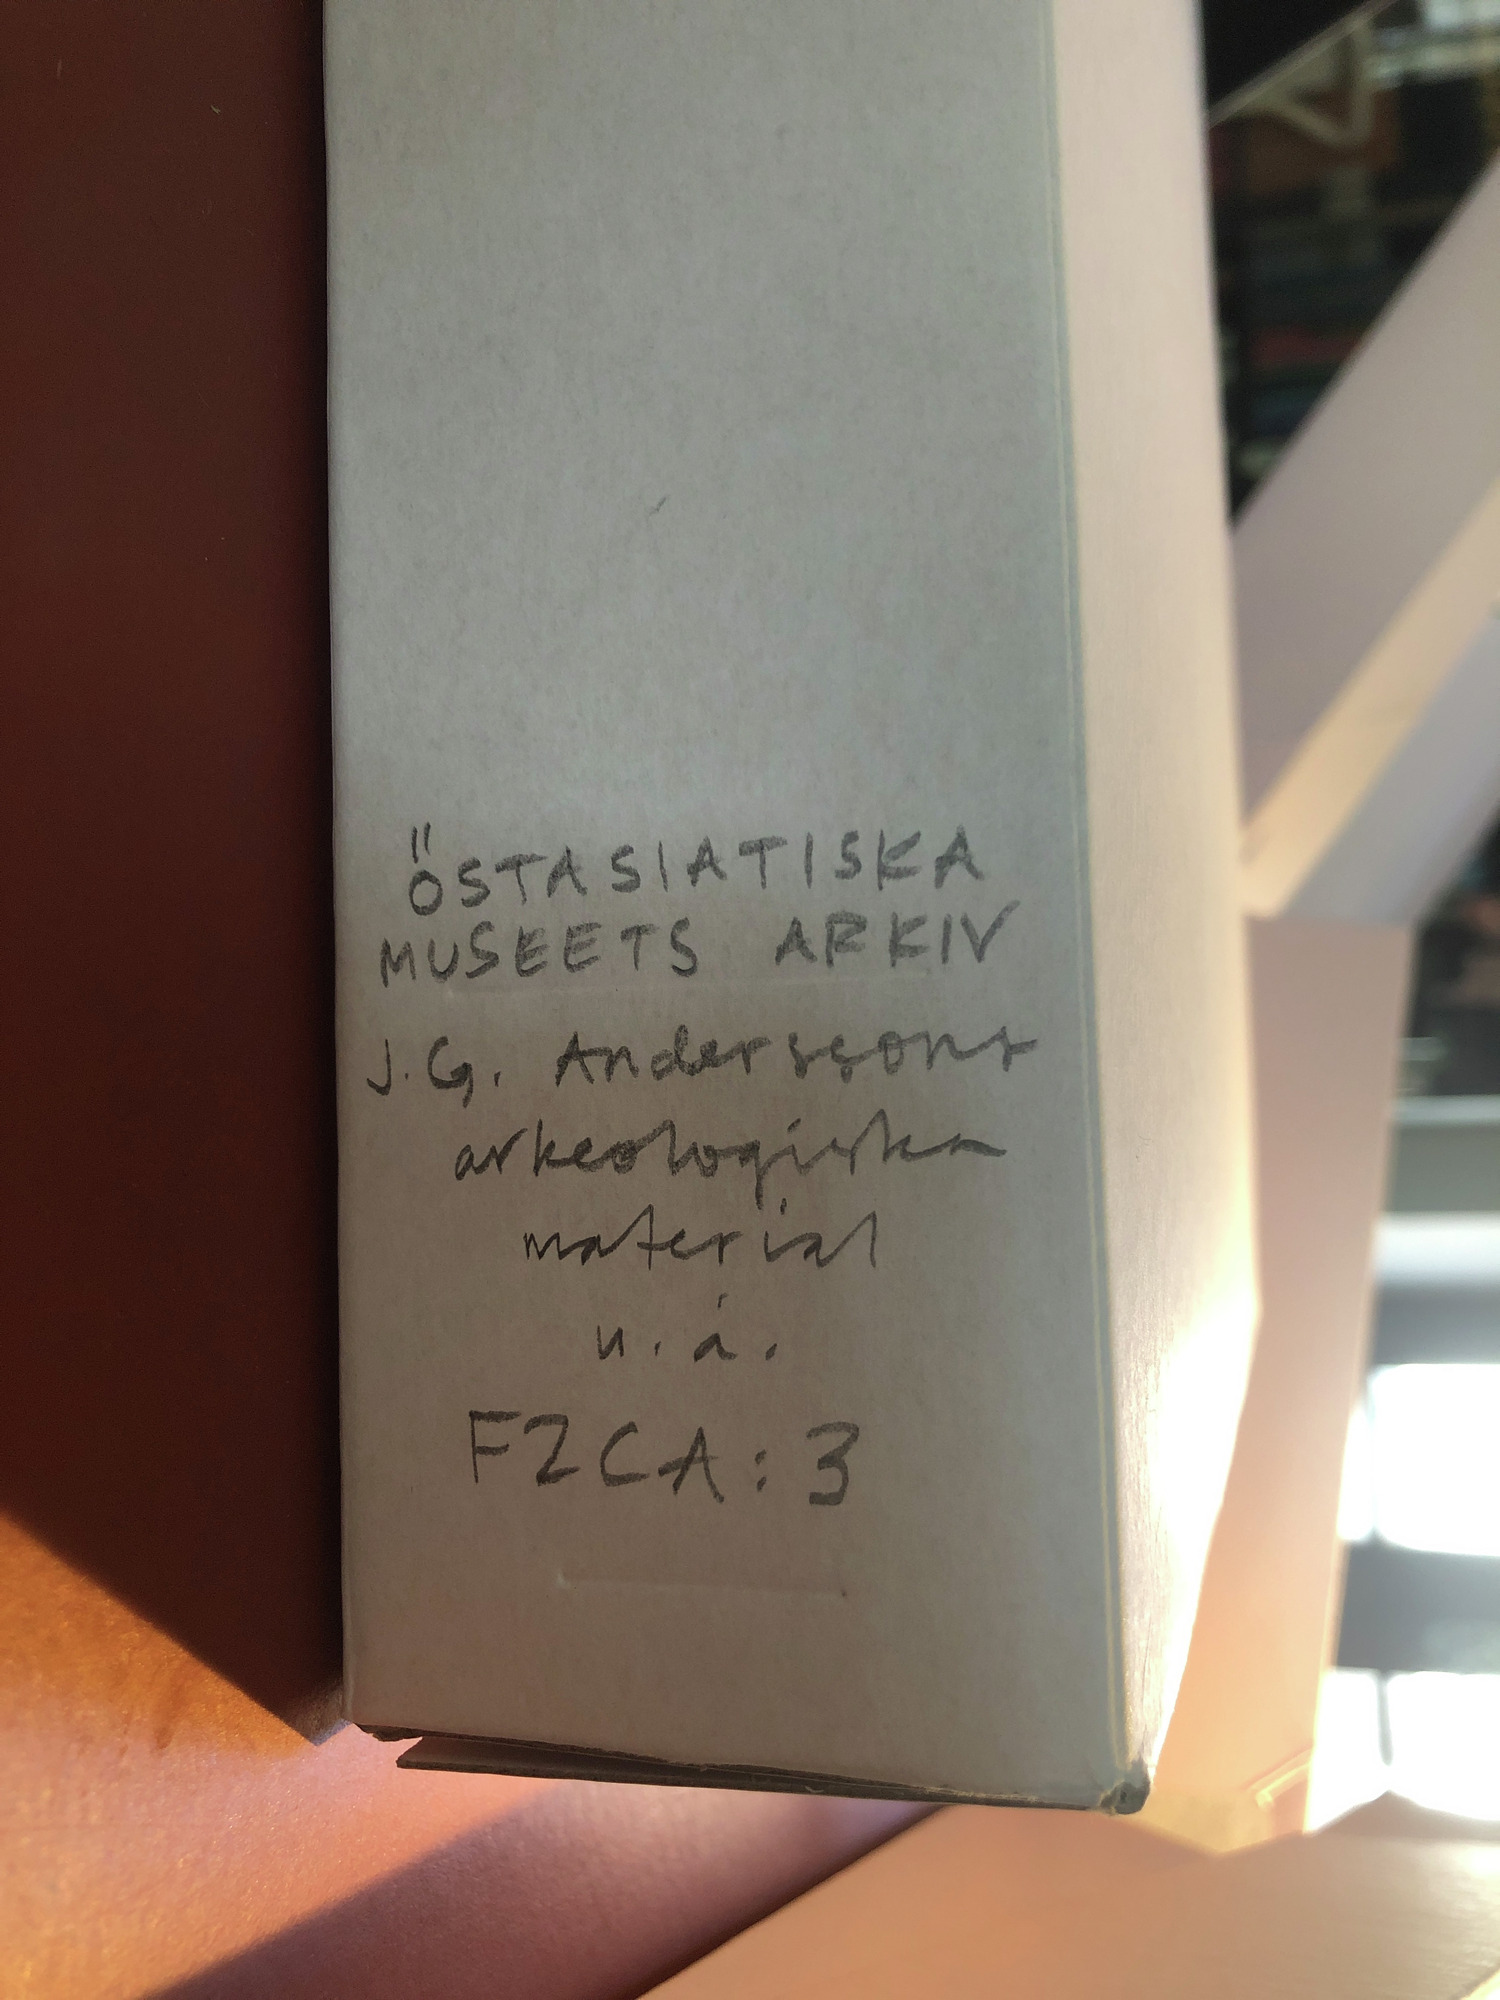 ÖSTASIATISKA
MUSEETS ARKIV
J.G. Anderssons
arkeologiska
material
u.å.
F2CA:3